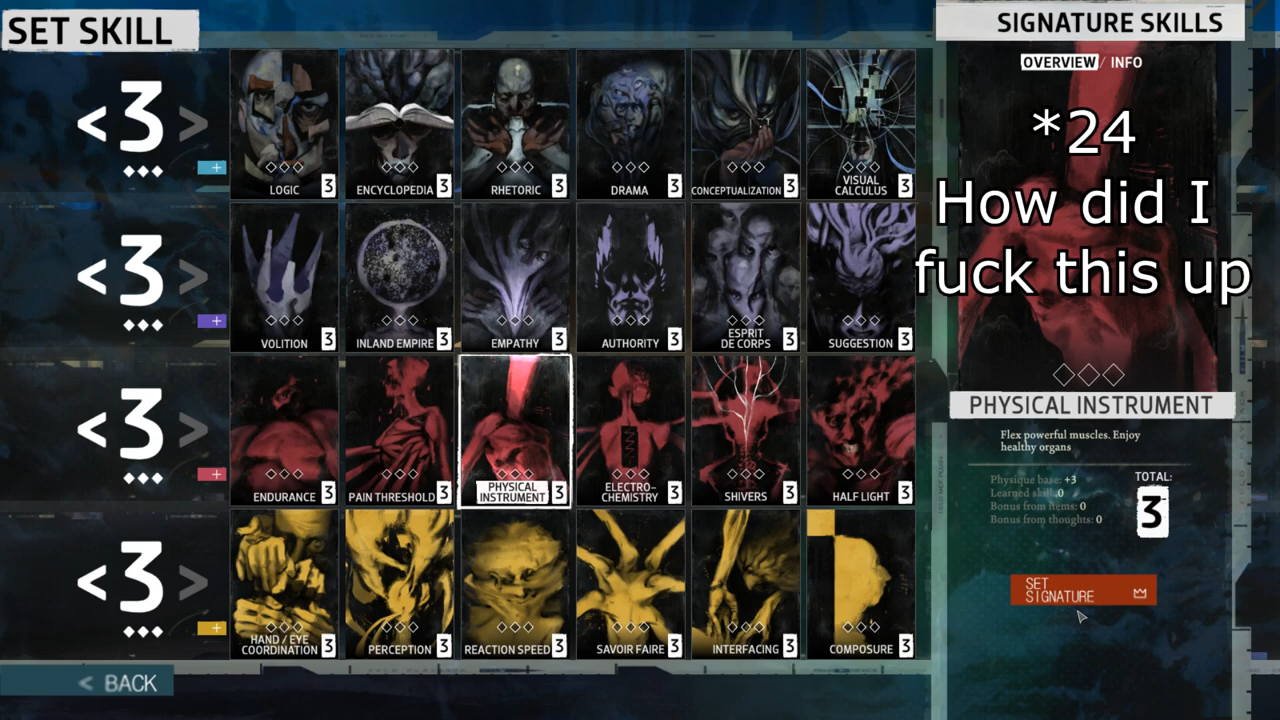 SET SKILL
SIGNATURE SKILLS
OVERVIEW / INFO
*24
How did I
fuck this up
< 3 >
LOGIC 3
ENCYCLOPEDIA 3
RHETORIC 3
DRAMA 3
CONCEPTUALIZATION 3
VISUAL
CALCULUS 3
< 3 >
VOLITION 3
INLAND EMPIRE 3
EMPATHY 3
AUTHORITY 3
ESPRIT
DE CORPS 3
SUGGESTION 3
< 3 >
ENDURANCE 3
PAIN THRESHOLD 3
PHYSICAL
INSTRUMENT 3
ELECTRO-
CHEMISTRY 3
SHIVERS 3
HALF LIGHT 3
< 3 >
HAND / EYE
COORDINATION 3
PERCEPTION 3
REACTION SPEED 3
SAVOIR FAIRE 3
INTERFACING 3
COMPOSURE 3
PHYSICAL INSTRUMENT
Flex powerful muscles. Enjoy
healthy organs
Physique base: +3
Learned skill: 0
Bonus from items: 0
Bonus from thoughts: 0
TOTAL:
3
SET
SIGNATURE
< BACK